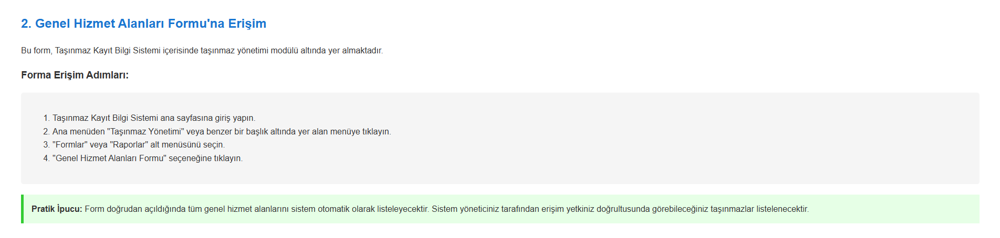 2. Genel Hizmet Alanları Formu'na Erişim
Bu form, Taşınmaz Kayıt Bilgi Sistemi içerisinde taşınmaz yönetimi modülü altında yer almaktadır.
Forma Erişim Adımları:
1. Taşınmaz Kayıt Bilgi Sistemi ana sayfasına giriş yapın.
2. Ana menüden "Taşınmaz Yönetimi" veya benzer bir başlık altında yer alan menüye tıklayın.
3. "Formlar" veya "Raporlar" alt menüsünü seçin.
4. "Genel Hizmet Alanları Formu" seçeneğine tıklayın.
Pratik İpucu: Form doğrudan açıldığında tüm genel hizmet alanlarını sistem otomatik olarak listeleyecektir. Sistem yöneticiniz tarafından erişim yetkiniz doğrultusunda görebileceğiniz taşınmazlar listelenecektir.